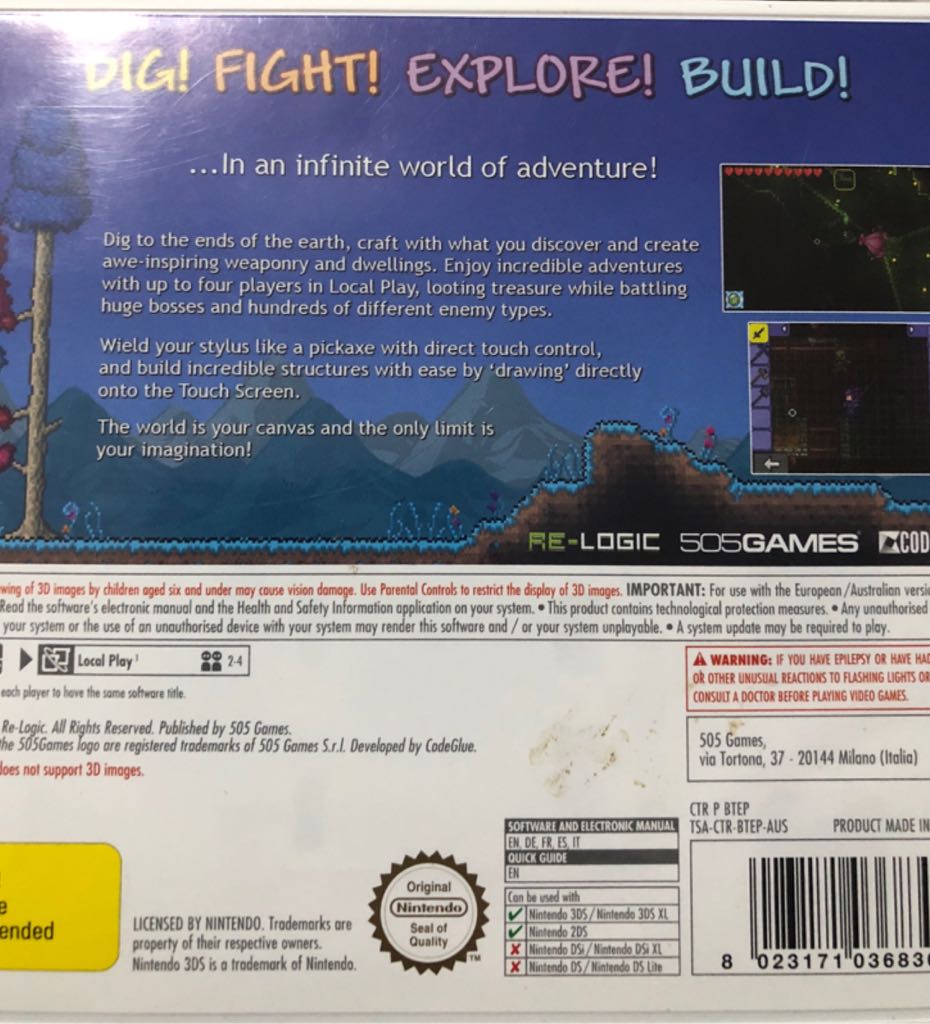 DIG! FIGHT! EXPLORE! BUILD!
...In an infinite world of adventure!
Dig to the ends of the earth, craft with what you discover and create
awe-inspiring weaponry and dwellings. Enjoy incredible adventures
with up to four players in Local Play, looting treasure while battling
huge bosses and hundreds of different enemy types.
Wield your stylus like a pickaxe with direct touch control,
and build incredible structures with ease by ‘drawing’ directly
onto the Touch Screen.
The world is your canvas and the only limit is
your imagination!
RE-LOGIC 505GAMES COD
wing of 3D images by children aged six and under may cause vision damage. Use Parental Controls to restrict the display of 3D images. IMPORTANT: For use with the European/Australian versi
Read the software's electronic manual and the Health and Safety Information application on your system. • This product contains technological protection measures. • Any unauthorised
your system or the use of an unauthorised device with your system may render this software and / or your system unplayable. • A system update may be required to play.
Local Play¹ 2-4
each player to have the same software title.
Re-Logic. All Rights Reserved. Published by 505 Games.
the 505Games logo are registered trademarks of 505 Games S.r.l. Developed by CodeGlue.
does not support 3D images.
WARNING: IF YOU HAVE EPILEPSY OR HAVE HAD
OR OTHER UNUSUAL REACTIONS TO FLASHING LIGHTS OR
CONSULT A DOCTOR BEFORE PLAYING VIDEO GAMES.
505 Games,
via Tortona, 37 - 20144 Milano (Italia)
CTR P BTEP
TSA-CTR-BTEP-AUS PRODUCT MADE IN
SOFTWARE AND ELECTRONIC MANUAL
EN, DE, FR, ES, IT
QUICK GUIDE
EN
Can be used with
Nintendo 3DS/Nintendo 3DS XL
Nintendo 2DS
Nintendo DSi/Nintendo DSi XL
Nintendo DS/Nintendo DS Lite
e
ended
LICENSED BY NINTENDO. Trademarks are
property of their respective owners.
Nintendo 3DS is a trademark of Nintendo.
Original
Nintendo
Seal of
Quality
TM
8 023171 03683